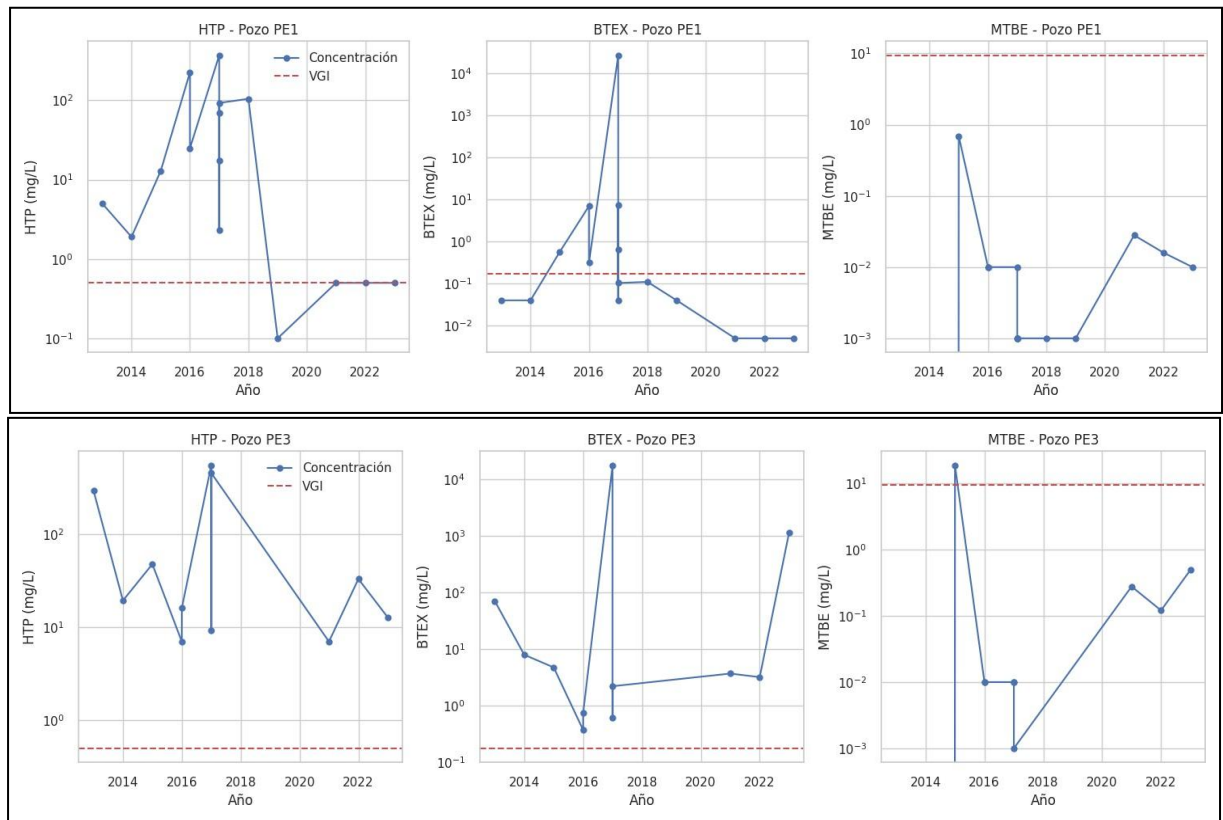 HTP - Pozo PE1
HTP (mg/L)
10²
10¹
10⁰
10⁻¹
Concentración
VGI
2014 2016 2018 2020 2022
Año
BTEX - Pozo PE1
BTEX (mg/L)
10⁴
10³
10²
10¹
10⁰
10⁻¹
10⁻²
2014 2016 2018 2020 2022
Año
MTBE - Pozo PE1
MTBE (mg/L)
10¹
10⁰
10⁻¹
10⁻²
10⁻³
2014 2016 2018 2020 2022
Año
HTP - Pozo PE3
HTP (mg/L)
10²
10¹
10⁰
Concentración
VGI
2014 2016 2018 2020 2022
Año
BTEX - Pozo PE3
BTEX (mg/L)
10⁴
10³
10²
10¹
10⁰
10⁻¹
2014 2016 2018 2020 2022
Año
MTBE - Pozo PE3
MTBE (mg/L)
10¹
10⁰
10⁻¹
10⁻²
10⁻³
2014 2016 2018 2020 2022
Año